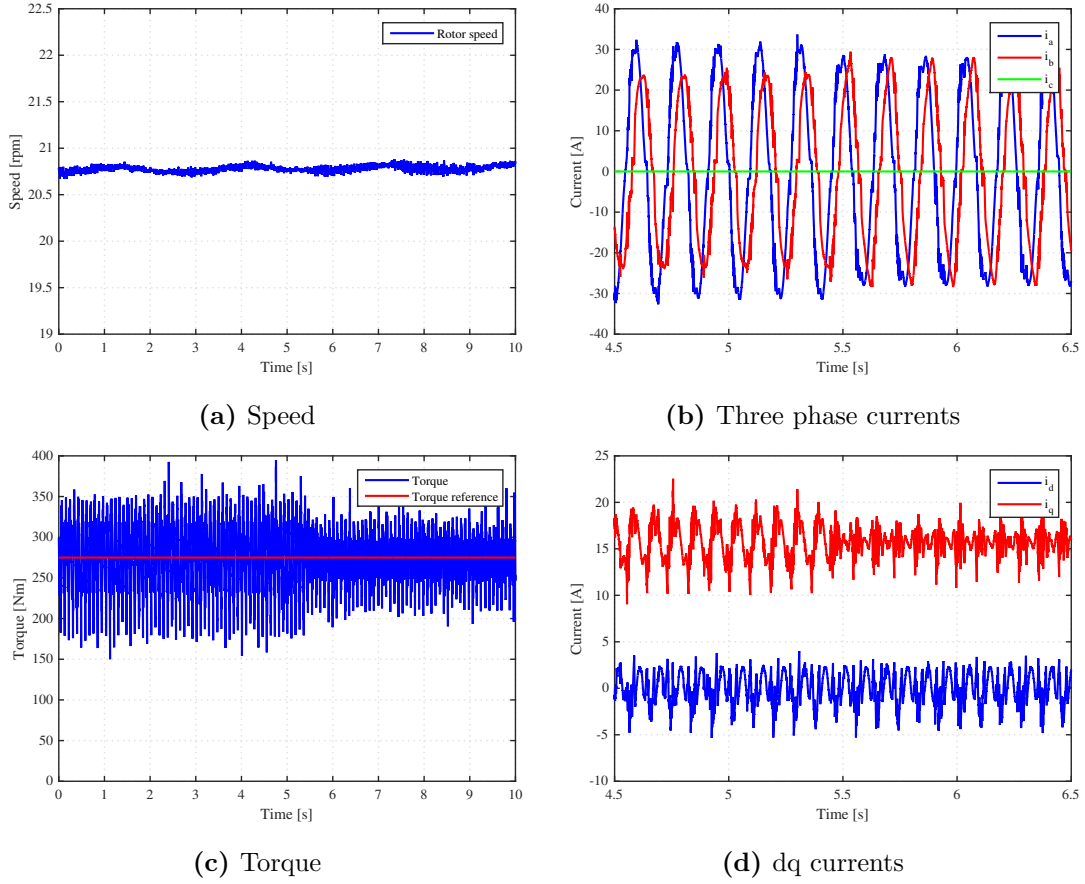 22.5
22
21.5
21
20.5
20
19.5
19
0 1 2 3 4 5 6 7 8 9 10
Speed [rpm]
Time [s]
Rotor speed
(a) Speed
40
30
20
10
0
-10
-20
-30
-40
4.5 5 5.5 6 6.5
Current [A]
Time [s]
i_a
i_b
i_c
(b) Three phase currents
400
350
300
250
200
150
100
50
0
0 1 2 3 4 5 6 7 8 9 10
Torque [Nm]
Time [s]
Torque
Torque reference
(c) Torque
25
20
15
10
5
0
-5
-10
4.5 5 5.5 6 6.5
Current [A]
Time [s]
i_d
i_q
(d) dq currents